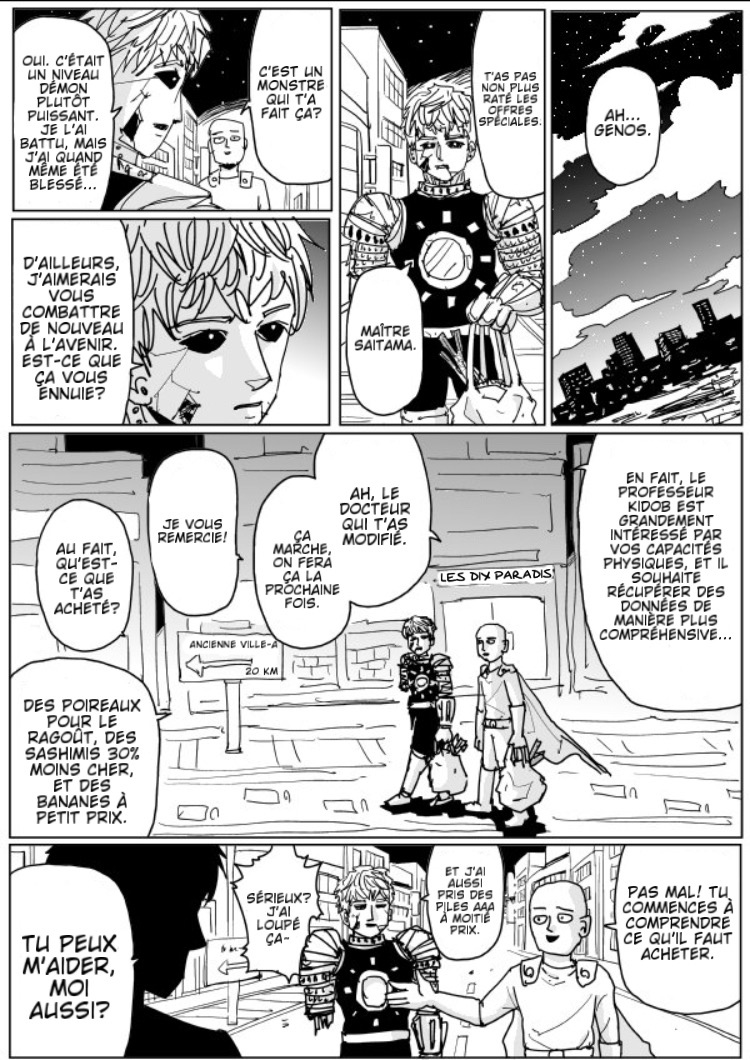 AH...
GENOS.
T'AS PAS
NON PLUS
RATÉ LES
OFFRES
SPÉCIALES.
MAÎTRE
SAITAMA.
C'EST UN
MONSTRE
QUI T'A
FAIT ÇA?
OUI. C'ÉTAIT
UN NIVEAU
DÉMON
PLUTÔT
PUISSANT.
JE L'AI
BATTU, MAIS
J'AI QUAND
MÊME ÉTÉ
BLESSÉ...
D'AILLEURS,
J'AIMERAIS
VOUS
COMBATTRE
DE NOUVEAU
À L'AVENIR.
EST-CE QUE
ÇA VOUS
ENNUIE?
EN FAIT, LE
PROFESSEUR
KIDOB EST
GRANDEMENT
INTÉRESSÉ PAR
VOS CAPACITÉS
PHYSIQUES, ET IL
SOUHAITE
RÉCUPÉRER DES
DONNÉES DE
MANIÈRE PLUS
COMPRÉHENSIVE...
AH, LE
DOCTEUR
QUI T'AS
MODIFIÉ.
ÇA
MARCHE,
ON FERA
ÇA LA
PROCHAINE
FOIS.
LES DIX PARADIS
JE VOUS
REMERCIE!
ANCIENNE VILLE-A
20 KM
AU FAIT,
QU'EST-
CE QUE
T'AS
ACHETÉ?
DES POIREAUX
POUR LE
RAGOÛT, DES
SASHIMIS 30%
MOINS CHER,
ET DES
BANANES À
PETIT PRIX.
PAS MAL! TU
COMMENCES À
COMPRENDRE
CE QU'IL FAUT
ACHETER.
ET J'AI
AUSSI
PRIS DES
PILES AAA
À MOITIÉ
PRIX.
SÉRIEUX?
J'AI
LOUPÉ
ÇA-
TU PEUX
M'AIDER,
MOI
AUSSI?